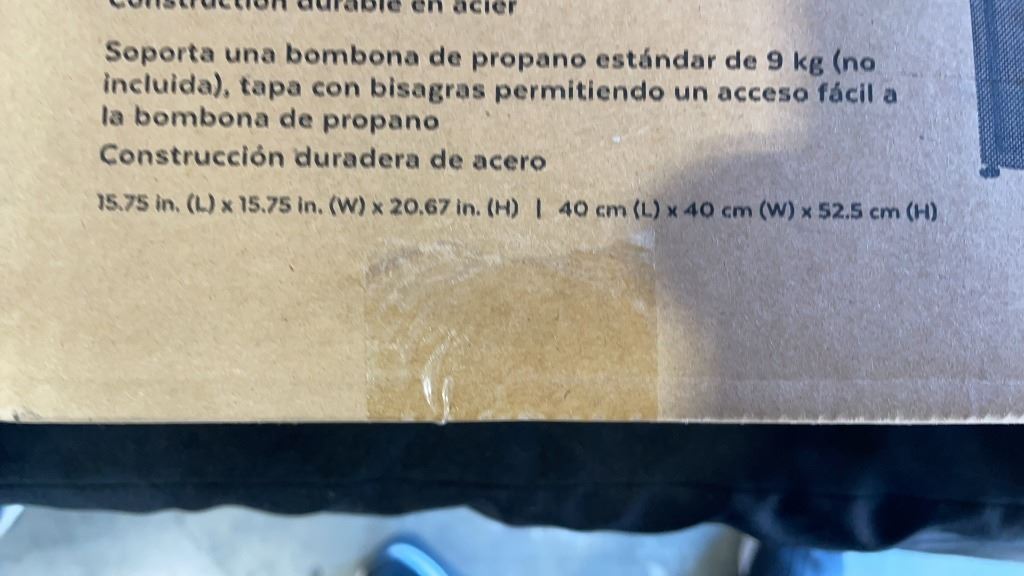 Construction durable en acier
Soporta una bombona de propano estándar de 9 kg (no
incluida), tapa con bisagras permitiendo un acceso fácil a
la bombona de propano
Construcción duradera de acero
15.75 in. (L) x 15.75 in. (W) x 20.67 in. (H) | 40 cm (L) x 40 cm (W) x 52.5 cm (H)